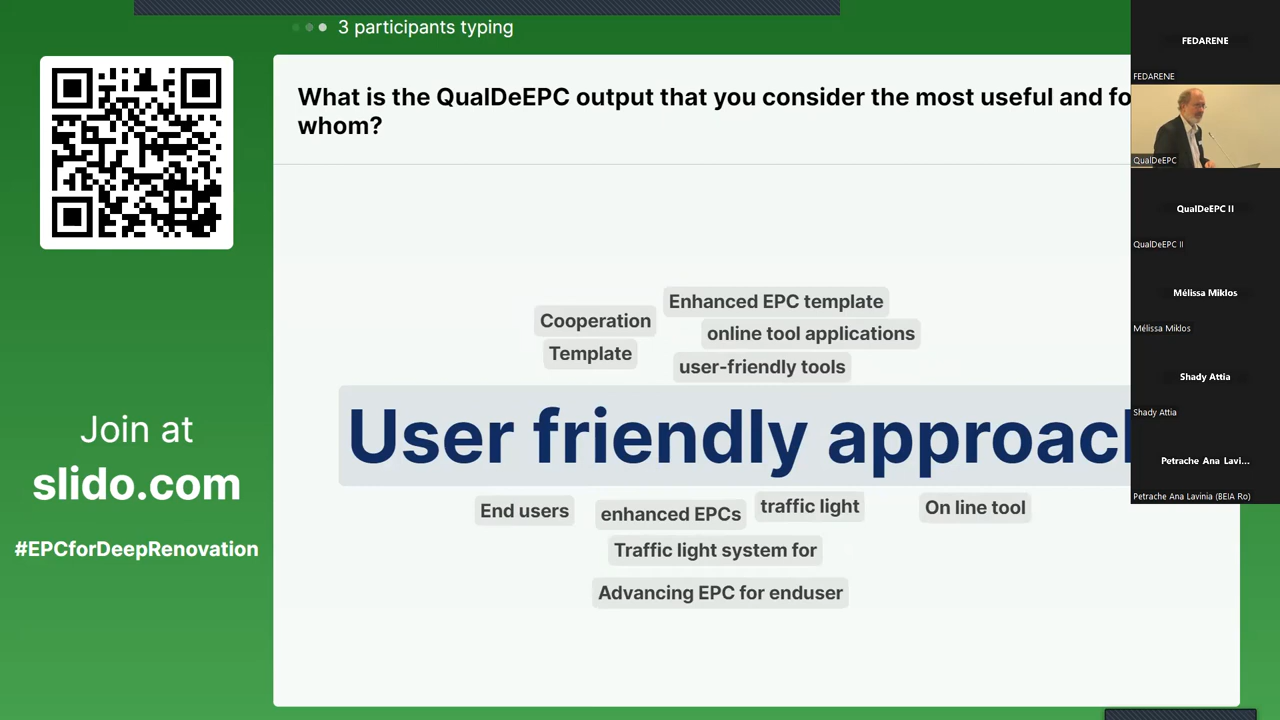 3 participants typing
What is the QualDeEPC output that you consider the most useful and fo
whom?
Enhanced EPC template
Cooperation
online tool applications
Template
user-friendly tools
User friendly approach
End users
enhanced EPCs
traffic light
On line tool
Traffic light system for
Advancing EPC for enduser
Join at
slido.com
#EPCforDeepRenovation
FEDARENE
FEDARENE
QualDeEPC
QualDeEPC II
QualDeEPC II
Mélissa Miklos
Mélissa Miklos
Shady Attia
Shady Attia
Petrache Ana Lavi...
Petrache Ana Lavinia (BEIA Ro)